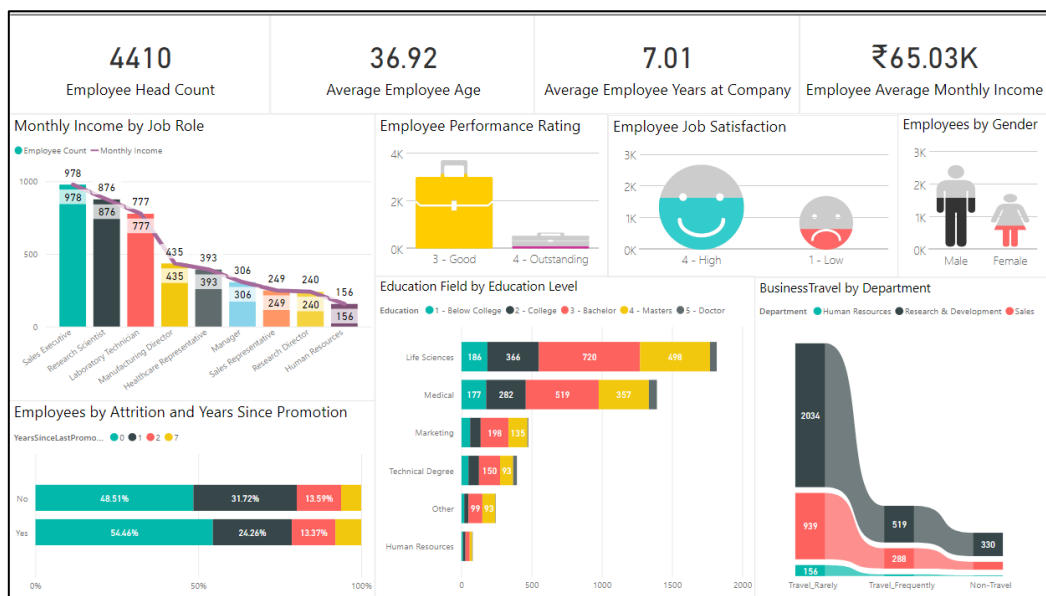 4410
Employee Head Count
36.92
Average Employee Age
7.01
Average Employee Years at Company
₹65.03K
Employee Average Monthly Income
Monthly Income by Job Role
Employee Count Monthly Income
978
876
777
435
393
306
249
240
156
978
876
777
435
393
306
249
240
156
1000
500
0
Sales Executive
Research Scientist
Laboratory Technician
Manufacturing Director
Healthcare Representative
Manager
Sales Representative
Research Director
Human Resources
Employee Performance Rating
4K
2K
0K
3 - Good
4 - Outstanding
Employee Job Satisfaction
3K
2K
1K
0K
4 - High
1 - Low
Employees by Gender
3K
2K
1K
0K
Male
Female
Employees by Attrition and Years Since Promotion
YearsSinceLastPromo... 0 1 2 7
No
48.51% 31.72% 13.59%
Yes
54.46% 24.26% 13.37%
0% 50% 100%
Education Field by Education Level
Education 1 - Below College 2 - College 3 - Bachelor 4 - Masters 5 - Doctor
Life Sciences 186 366 720 498
Medical 177 282 519 357
Marketing 198 135
Technical Degree 150 93
Other 99 93
Human Resources
0 500 1000 1500 2000
BusinessTravel by Department
Department Human Resources Research & Development Sales
2034
939
156
519
288
330
Travel_Rarely Travel_Frequently Non-Travel